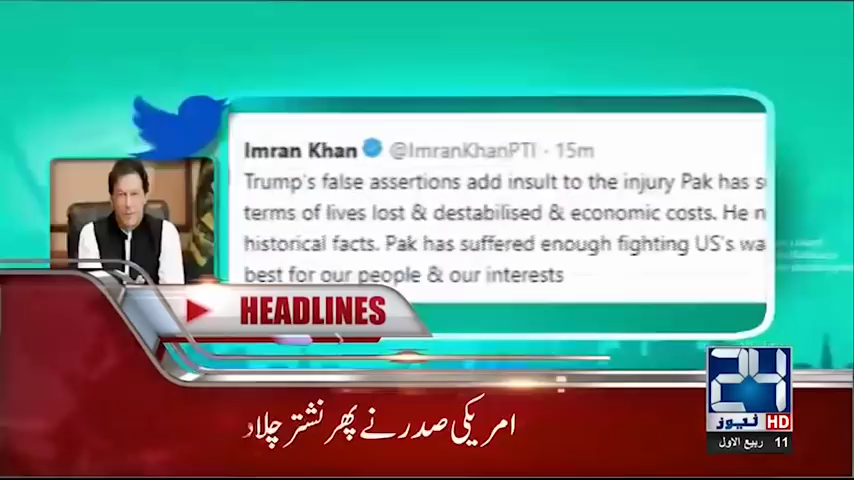 Imran Khan @ImranKhanPTI · 15m
Trump's false assertions add insult to the injury Pak has
terms of lives lost & destabilised & economic costs. He
historical facts. Pak has suffered enough fighting US's
best for our people & our interests
HEADLINES
امریکی صدر نے پھر نشتر چلا
24
نیوز HD
11 ربیع الاول